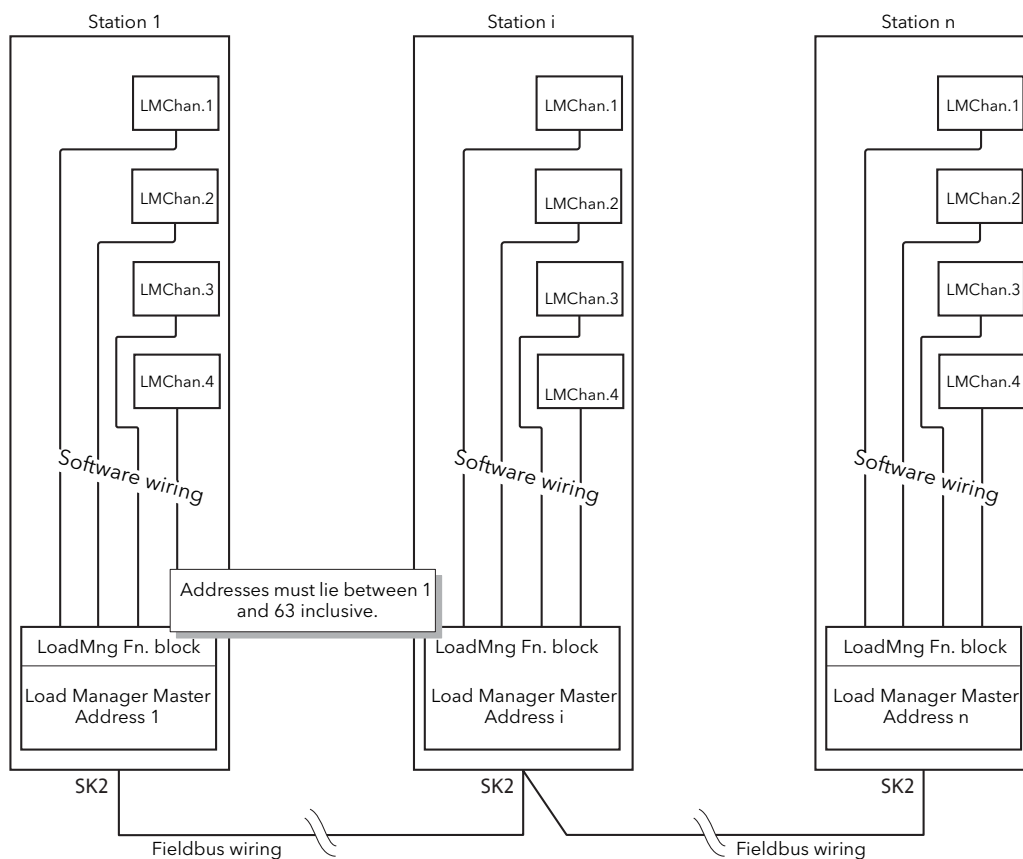 Station 1
LMChan.1
LMChan.2
LMChan.3
LMChan.4
Software wiring
LoadMng Fn. block
Load Manager Master
Address 1
SK2
Station i
LMChan.1
LMChan.2
LMChan.3
LMChan.4
Software wiring
LoadMng Fn. block
Load Manager Master
Address i
SK2
Station n
LMChan.1
LMChan.2
LMChan.3
LMChan.4
Software wiring
LoadMng Fn. block
Load Manager Master
Address n
SK2
Addresses must lie between 1
and 63 inclusive.
Fieldbus wiring
Fieldbus wiring